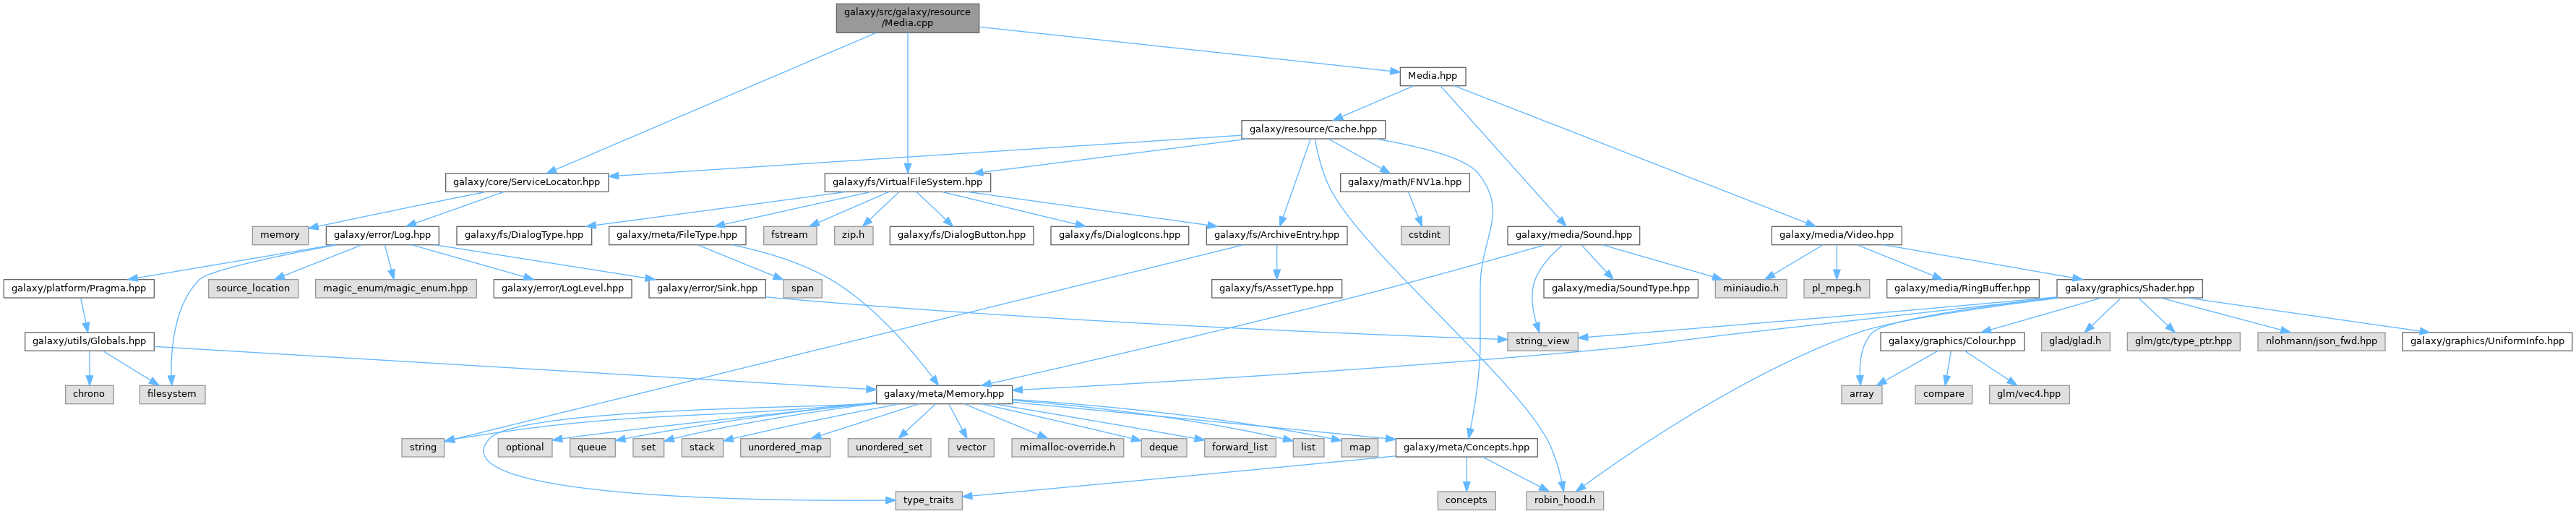 galaxy/src/galaxy/resource
/Media.cpp
Media.hpp
galaxy/resource/Cache.hpp
galaxy/core/ServiceLocator.hpp
galaxy/fs/VirtualFileSystem.hpp
galaxy/math/FNV1a.hpp
memory
galaxy/error/Log.hpp
galaxy/fs/DialogType.hpp
galaxy/meta/FileType.hpp
fstream
zip.h
galaxy/fs/DialogButton.hpp
galaxy/fs/DialogIcons.hpp
galaxy/fs/ArchiveEntry.hpp
cstdint
galaxy/media/Sound.hpp
galaxy/media/Video.hpp
galaxy/platform/Pragma.hpp
source_location
magic_enum/magic_enum.hpp
galaxy/error/LogLevel.hpp
galaxy/error/Sink.hpp
span
galaxy/fs/AssetType.hpp
galaxy/media/SoundType.hpp
miniaudio.h
pl_mpeg.h
galaxy/media/RingBuffer.hpp
galaxy/graphics/Shader.hpp
galaxy/utils/Globals.hpp
string_view
galaxy/graphics/Colour.hpp
glad/glad.h
glm/gtc/type_ptr.hpp
nlohmann/json_fwd.hpp
galaxy/graphics/UniformInfo.hpp
chrono
filesystem
galaxy/meta/Memory.hpp
array
compare
glm/vec4.hpp
string
optional
queue
set
stack
unordered_map
unordered_set
vector
mimalloc-override.h
deque
forward_list
list
map
galaxy/meta/Concepts.hpp
type_traits
concepts
robin_hood.h